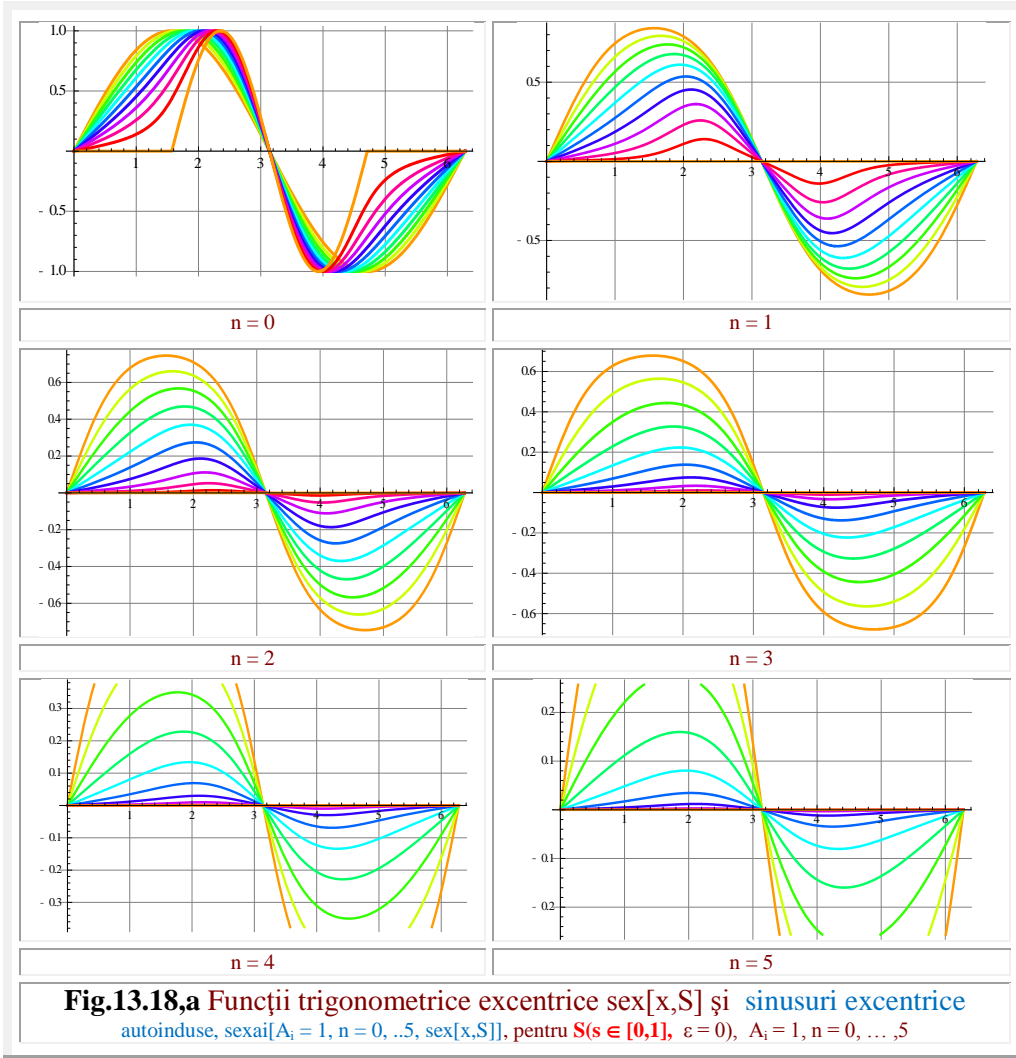 1.0
0.5
1 2 3 4 5 6
- 0.5
- 1.0
n = 0
0.5
1 2 3 4 5 6
- 0.5
n = 1
0.6
0.4
0.2
1 2 3 4 5 6
- 0.2
- 0.4
- 0.6
n = 2
0.6
0.4
0.2
1 2 3 4 5 6
- 0.2
- 0.4
- 0.6
n = 3
0.3
0.2
0.1
1 2 3 4 5 6
- 0.1
- 0.2
- 0.3
n = 4
0.2
0.1
1 2 3 4 5 6
- 0.1
- 0.2
n = 5
Fig.13.18,a Funcţii trigonometrice excentrice sex[x,S] şi sinusuri excentrice
autoinduse, sexai[Aᵢ = 1, n = 0, ..5, sex[x,S]], pentru S(s ∈ [0,1], ε = 0), Aᵢ = 1, n = 0, … ,5